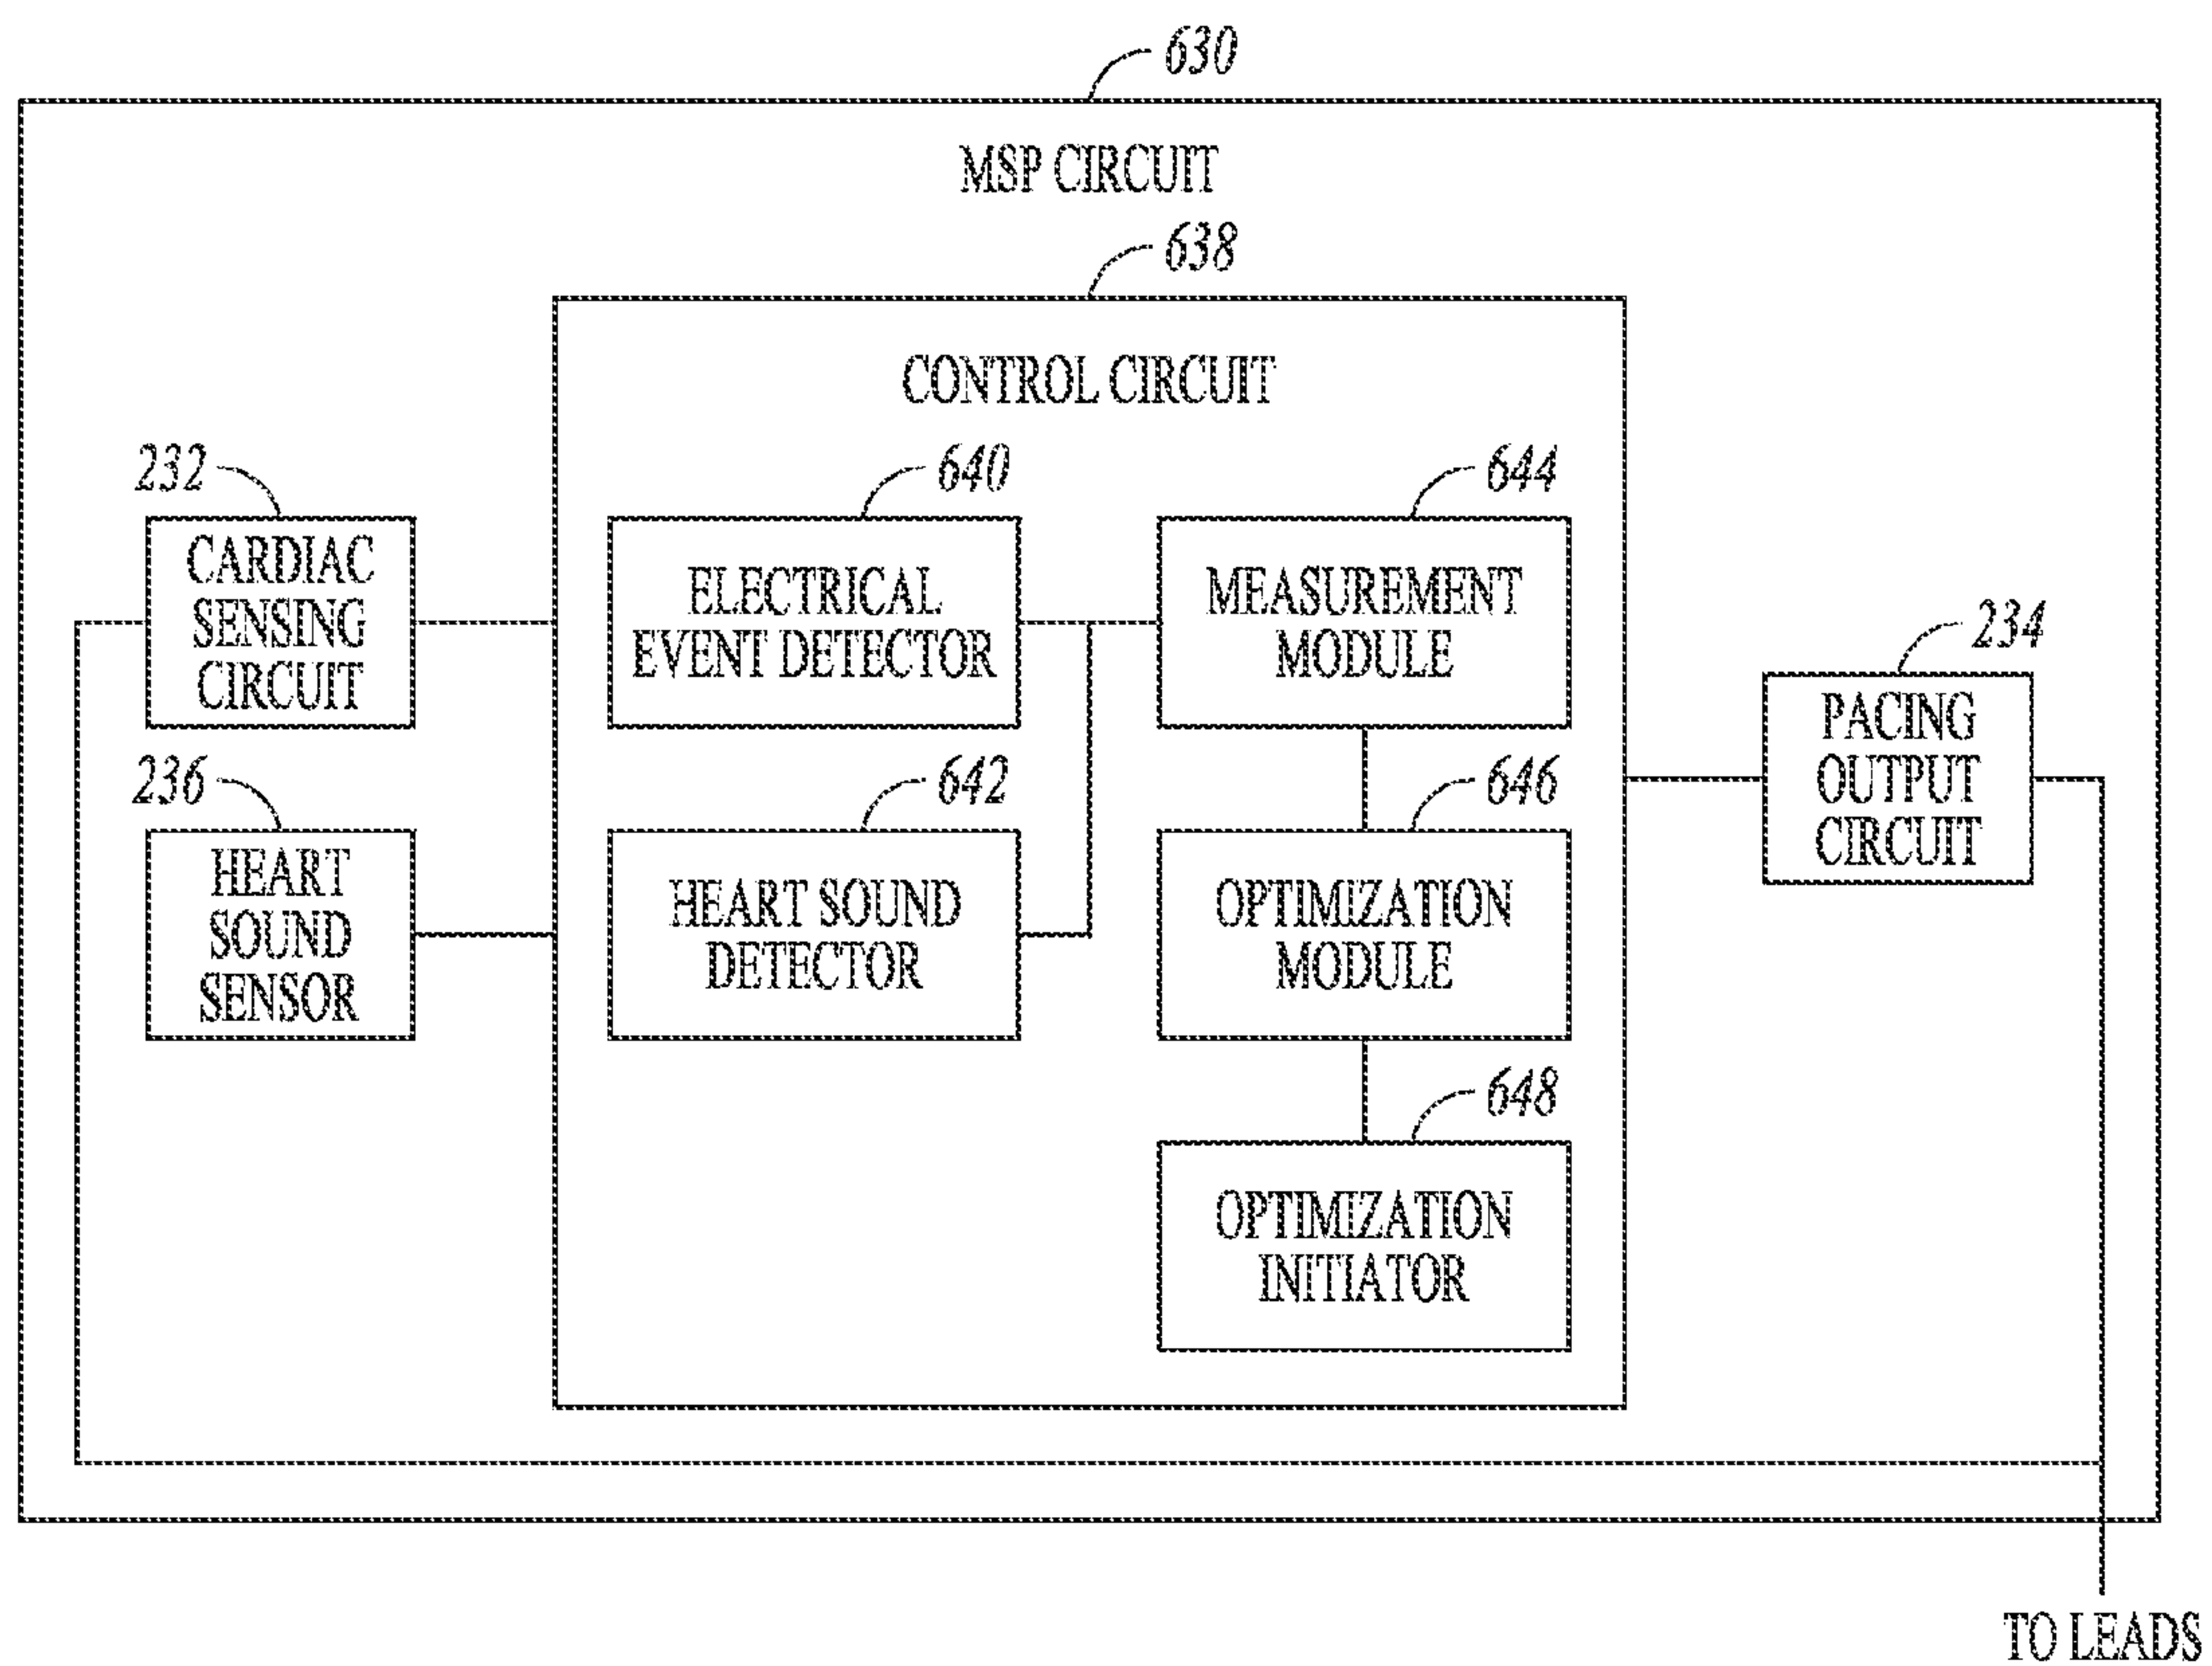 630
MSP CIRCUIT
638
CONTROL CIRCUIT
232
CARDIAC
SENSING
CIRCUIT
640
ELECTRICAL
EVENT DETECTOR
644
MEASUREMENT
MODULE
234
PACING
OUTPUT
CIRCUIT
236
HEART
SOUND
SENSOR
642
HEART SOUND
DETECTOR
646
OPTIMIZATION
MODULE
648
OPTIMIZATION
INITIATOR
TO LEADS